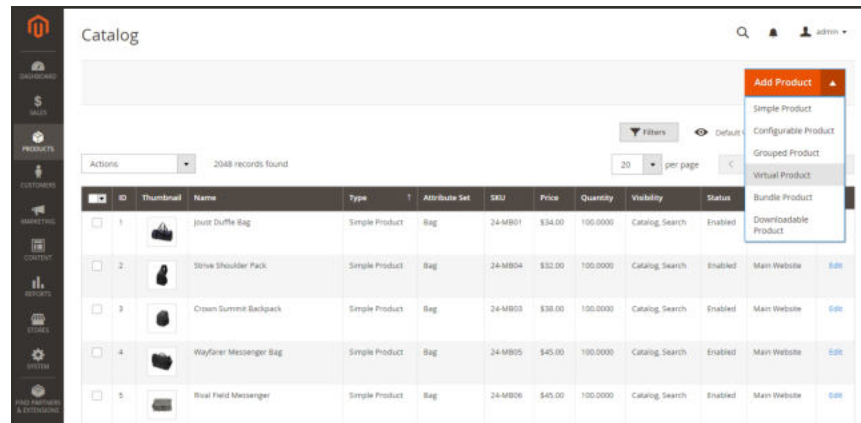 Catalog
admin
DASHBOARD
SALES
PRODUCTS
CUSTOMERS
MARKETING
CONTENT
REPORTS
STORES
SYSTEM
FIND PARTNERS
& EXTENSIONS
Add Product
Simple Product
Configurable Product
Grouped Product
Virtual Product
Bundle Product
Downloadable
Product
Filters Default
Actions 2048 records found 20 per page
ID Thumbnail Name Type ↑ Attribute Set SKU Price Quantity Visibility Status
1 Joust Duffle Bag Simple Product Bag 24-MB01 $34.00 100.0000 Catalog, Search Enabled
2 Strive Shoulder Pack Simple Product Bag 24-MB04 $32.00 100.0000 Catalog, Search Enabled Main Website Edit
3 Crown Summit Backpack Simple Product Bag 24-MB03 $38.00 100.0000 Catalog, Search Enabled Main Website Edit
4 Wayfarer Messenger Bag Simple Product Bag 24-MB05 $45.00 100.0000 Catalog, Search Enabled Main Website Edit
5 Rival Field Messenger Simple Product Bag 24-MB06 $45.00 100.0000 Catalog, Search Enabled Main Website Edit